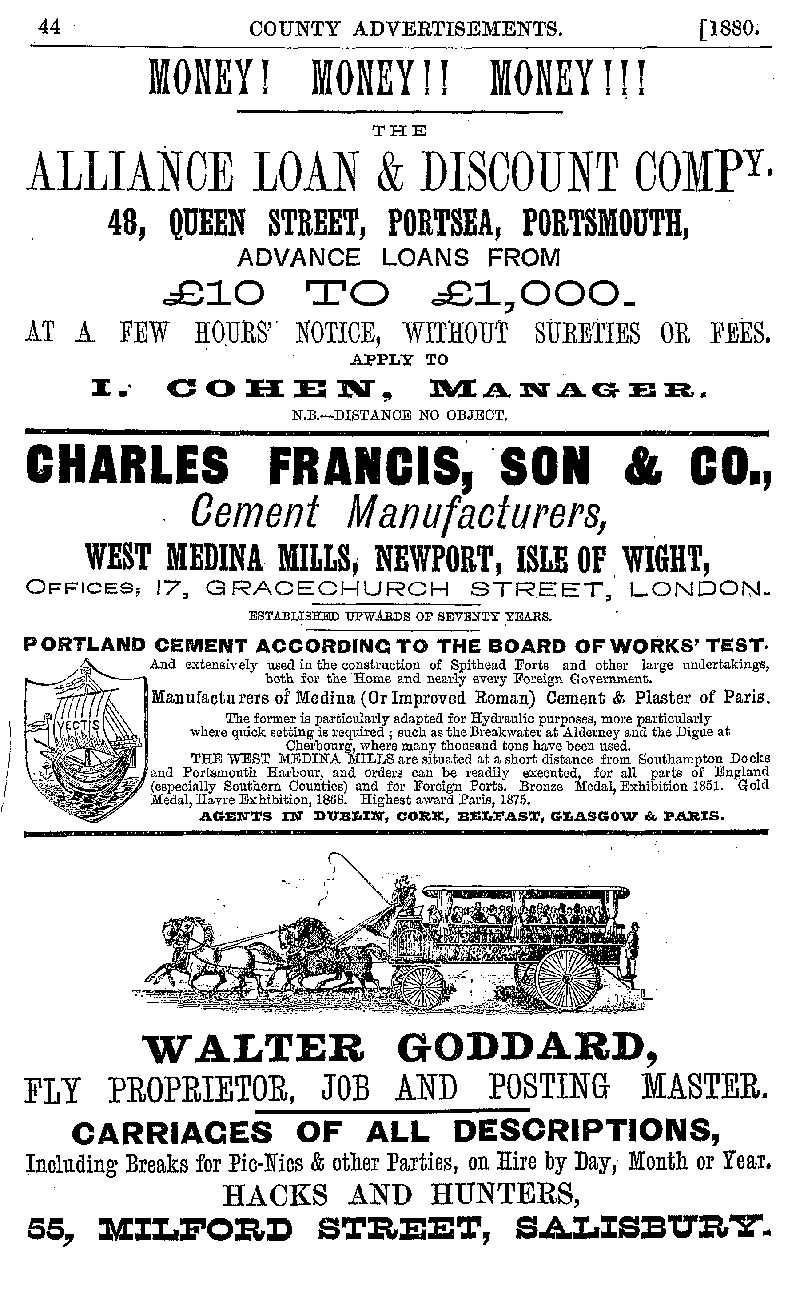 44 COUNTY ADVERTISEMENTS. [1880.
MONEY! MONEY!! MONEY!!!
THE
ALLIANCE LOAN & DISCOUNT COMPY.
48, QUEEN STREET, PORTSEA, PORTSMOUTH,
ADVANCE LOANS FROM
£10 TO £1,000.
AT A FEW HOURS' NOTICE, WITHOUT SURETIES OR FEES.
APPLY TO
I. COHEN, MANAGER.
N.B.—DISTANCE NO OBJECT.
CHARLES FRANCIS, SON & CO.,
Cement Manufacturers,
WEST MEDINA MILLS, NEWPORT, ISLE OF WIGHT,
OFFICES, 17, GRACECHURCH STREET, LONDON.
ESTABLISHED UPWARDS OF SEVENTY YEARS.
PORTLAND CEMENT ACCORDING TO THE BOARD OF WORKS' TEST.
And extensively used in the construction of Spithead Forts and other large undertakings,
both for the Home and nearly every Foreign Government.
Manufacturers of Medina (Or Improved Roman) Cement & Plaster of Paris.
The former is particularly adapted for Hydraulic purposes, more particularly
where quick setting is required; such as the Breakwater at Alderney and the Digue at
Cherbourg, where many thousand tons have been used.
VECTIS
THE WEST MEDINA MILLS are situated at a short distance from Southampton Docks
and Portsmouth Harbour, and orders can be readily executed, for all parts of England
(especially Southern Counties) and for Foreign Ports. Bronze Medal, Exhibition 1851. Gold
Medal, Havre Exhibition, 1868. Highest award Paris, 1875.
AGENTS IN DUBLIN, CORK, BELFAST, GLASGOW & PARIS.
WALTER GODDARD,
FLY PROPRIETOR, JOB AND POSTING MASTER.
CARRIAGES OF ALL DESCRIPTIONS,
Including Breaks for Pic-Nics & other Parties, on Hire by Day, Month or Year.
HACKS AND HUNTERS,
55, MILFORD STREET, SALISBURY.